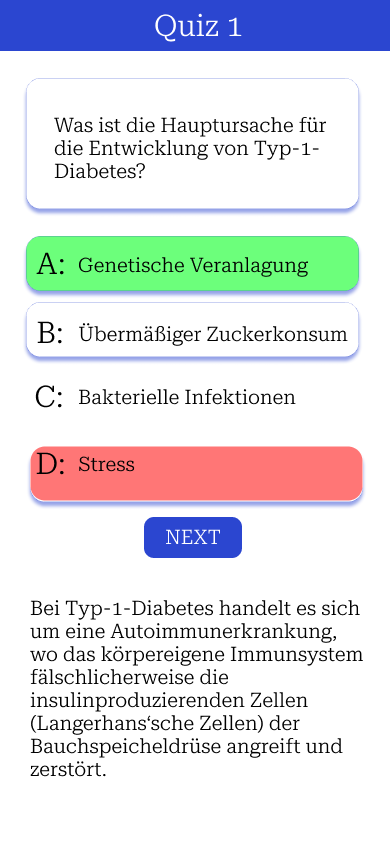 Quiz 1
Was ist die Hauptursache für
die Entwicklung von Typ-1-
Diabetes?
A: Genetische Veranlagung
B: Übermäßiger Zuckerkonsum
C: Bakterielle Infektionen
D: Stress
NEXT
Bei Typ-1-Diabetes handelt es sich
um eine Autoimmunerkrankung,
wo das körpereigene Immunsystem
fälschlicherweise die
insulinproduzierenden Zellen
(Langerhans‘sche Zellen) der
Bauchspeicheldrüse angreift und
zerstört.